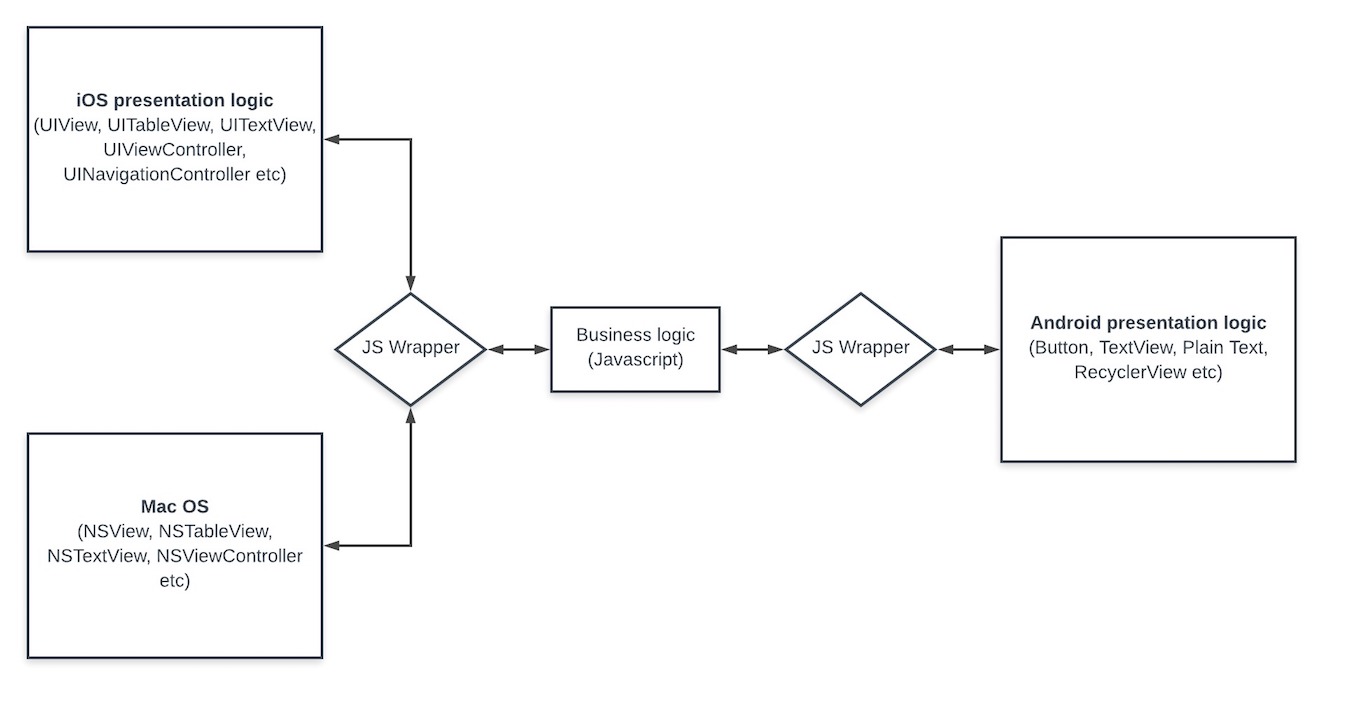 iOS presentation logic
(UIView, UITableView, UITextView,
UIViewController,
UINavigationController etc)
JS Wrapper
Business logic
(Javascript)
JS Wrapper
Android presentation logic
(Button, TextView, Plain Text,
RecyclerView etc)
Mac OS
(NSView, NSTableView,
NSTextView, NSViewController
etc)